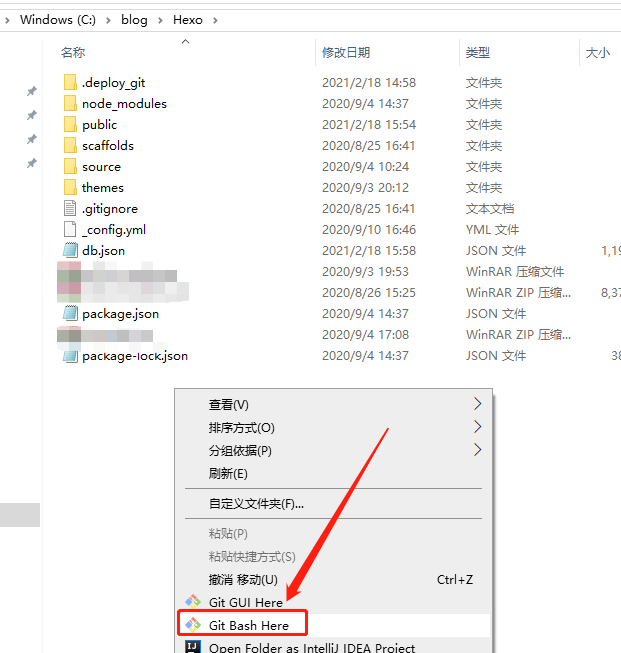 Windows (C:) > blog > Hexo >
名称 修改日期 类型 大小
.deploy_git 2021/2/18 14:58 文件夹
node_modules 2020/9/4 14:37 文件夹
public 2021/2/18 15:54 文件夹
scaffolds 2020/8/25 16:41 文件夹
source 2020/9/4 10:24 文件夹
themes 2020/9/3 20:12 文件夹
.gitignore 2020/8/25 16:41 文本文档
_config.yml 2020/9/10 16:46 YML 文件
db.json 2021/2/18 15:58 JSON 文件 1,19
2020/9/3 19:53 WinRAR 压缩文件
2020/8/26 15:25 WinRAR ZIP 压缩... 8,37
package.json 2020/9/4 14:37 JSON 文件
2020/9/4 17:08 WinRAR ZIP 压缩...
package-lock.json 2020/9/4 14:37 JSON 文件 38
查看(V)
排序方式(O)
分组依据(P)
刷新(E)
自定义文件夹(F)...
粘贴(P)
粘贴快捷方式(S)
撤消 移动(U) Ctrl+Z
Git GUI Here
Git Bash Here
IJ Open Folder as IntelliJ IDEA Project